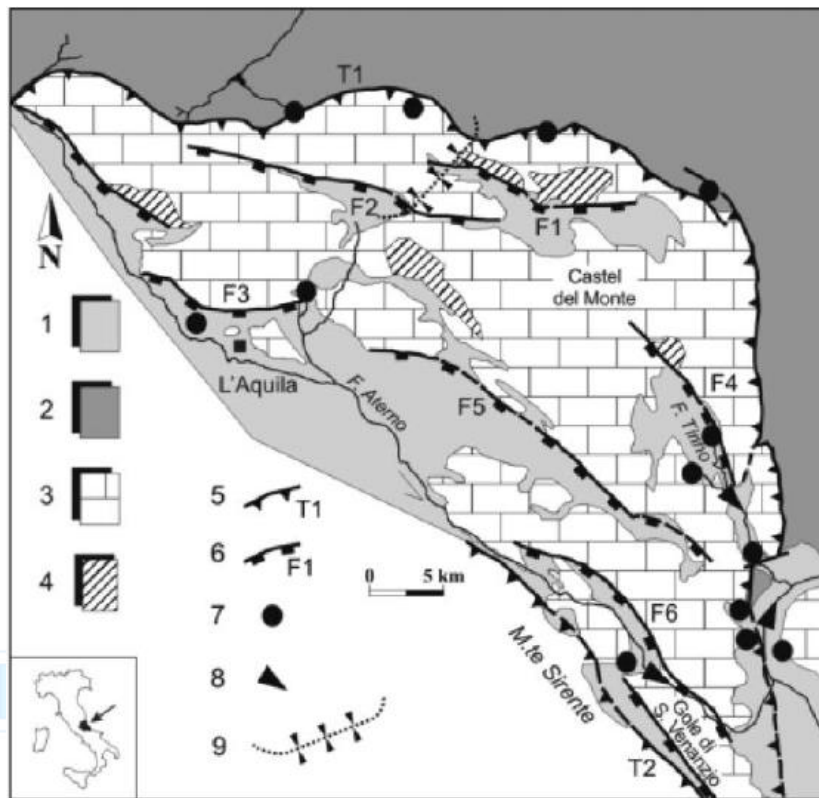 T1
F2
F1
N
Castel
del Monte
F3
1
F4
L'Aquila
F. Aterno
F. Tirino
F5
2
3
5
T1
6
F1
0 5 km
4
F6
7
M.te Sirente
8
Gole di
S. Venanzio
9
T2